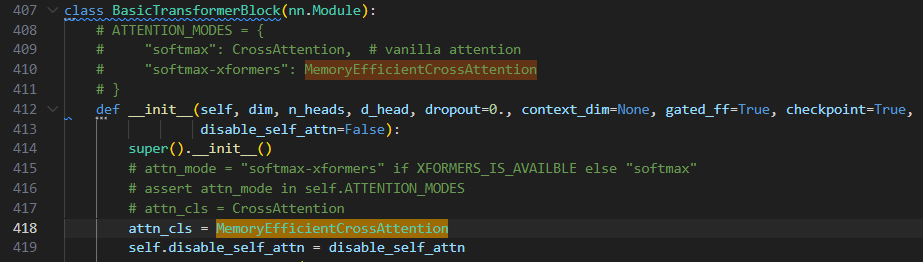 407 class BasicTransformerBlock(nn.Module):
408 # ATTENTION_MODES = {
409 #     "softmax": CrossAttention,  # vanilla attention
410 #     "softmax-xformers": MemoryEfficientCrossAttention
411 # }
412 def __init__(self, dim, n_heads, d_head, dropout=0., context_dim=None, gated_ff=True, checkpoint=True,
413 disable_self_attn=False):
414 super().__init__()
415 # attn_mode = "softmax-xformers" if XFORMERS_IS_AVAILBLE else "softmax"
416 # assert attn_mode in self.ATTENTION_MODES
417 # attn_cls = CrossAttention
418 attn_cls = MemoryEfficientCrossAttention
419 self.disable_self_attn = disable_self_attn